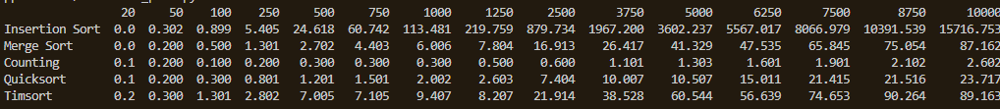 20 50 100 250 500 750 1000 1250 2500 3750 5000 6250 7500 8750 10000
Insertion Sort 0.0 0.302 0.899 5.405 24.618 60.742 113.481 219.759 879.734 1967.200 3602.237 5567.017 8066.979 10391.539 15716.753
Merge Sort 0.0 0.200 0.500 1.301 2.702 4.403 6.006 7.804 16.913 26.417 41.329 47.535 65.845 75.054 87.162
Counting 0.1 0.200 0.100 0.200 0.300 0.300 0.300 0.500 0.600 1.101 1.303 1.601 1.901 2.102 2.602
Quicksort 0.1 0.200 0.300 0.801 1.201 1.501 2.002 2.603 7.404 10.007 10.507 15.011 21.415 21.516 23.717
Timsort 0.2 0.300 1.301 2.802 7.005 7.105 9.407 8.207 21.914 38.528 60.544 56.639 74.653 90.264 89.163